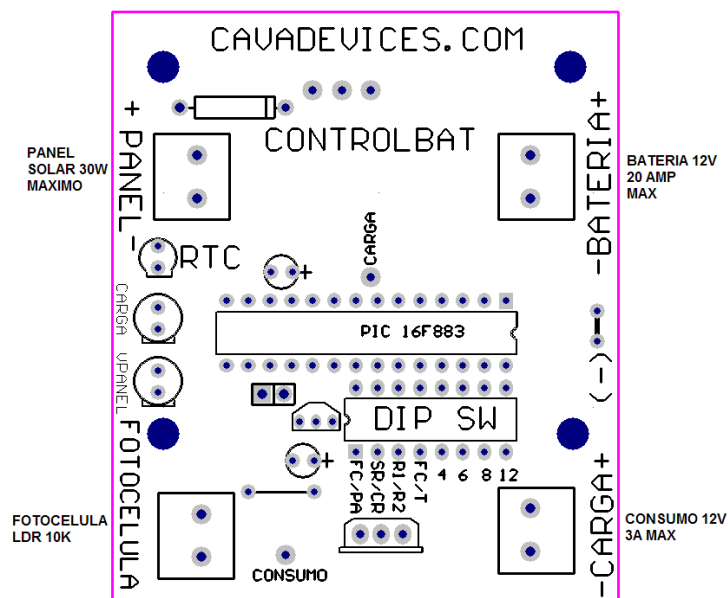 CAVADEVICES.COM
CONTROLBAT
+ PANEL-
PANEL
SOLAR 30W
MAXIMO
-BATERIA+
BATERIA 12V
20 AMP
MAX
RTC
+
CARGA
CARGA
PIC 16F883
VPANEL
(-)
DIP SW
+
FC/PA
SR/CR
R1/R2
FC/T
4 6 8 12
FOTOCELULA
FOTOCELULA
LDR 10K
CONSUMO
-CARGA+
CONSUMO 12V
3A MAX